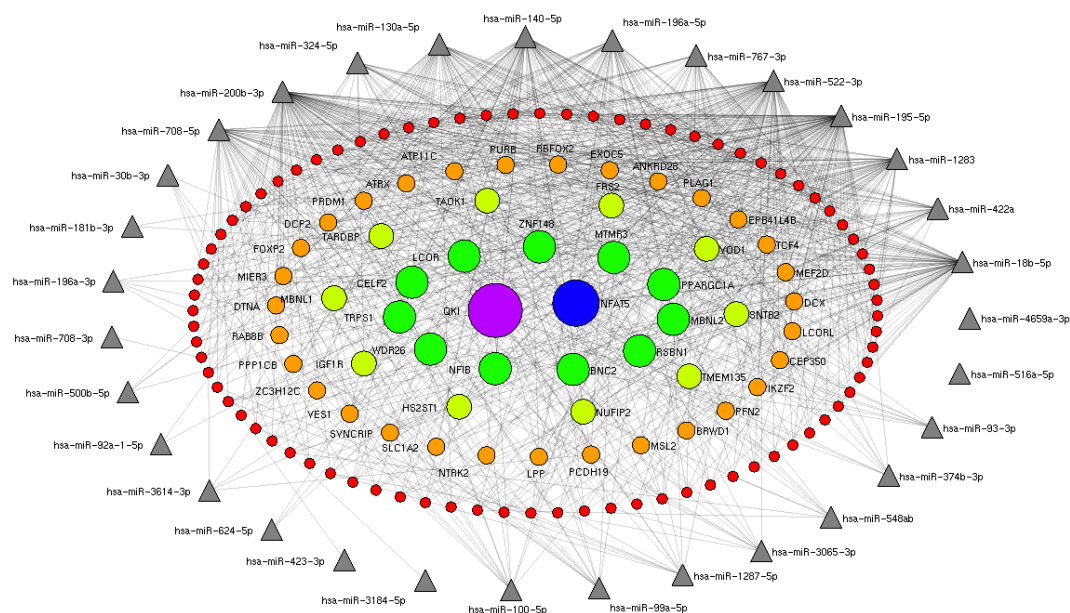 hsa-miR-140-5p
hsa-miR-130a-5p
hsa-miR-196a-5p
hsa-miR-324-5p
hsa-miR-767-3p
hsa-miR-200b-3p
hsa-miR-522-3p
hsa-miR-195-5p
hsa-miR-708-5p
hsa-miR-1283
hsa-miR-30b-3p
hsa-miR-422a
hsa-miR-181b-3p
hsa-miR-18b-5p
hsa-miR-196a-3p
hsa-miR-4659a-3p
hsa-miR-708-3p
hsa-miR-516a-5p
hsa-miR-500b-5p
hsa-miR-93-3p
hsa-miR-92a-1-5p
hsa-miR-374b-3p
hsa-miR-3614-3p
hsa-miR-548ab
hsa-miR-624-5p
hsa-miR-3065-3p
hsa-miR-423-3p
hsa-miR-1287-5p
hsa-miR-3184-5p
hsa-miR-100-5p
hsa-miR-99a-5p
PURB
RBFOX2
EXOC5
ATP11C
ANKRD28
ATRX
PLAG1
PRDM1
TAOK1
FRS2
DCP2
TARDBP
ZNF148
MTMR3
EPB41L4B
FOXP2
LCOR
YOD1
TCF4
MIER3
CELF2
PPARGC1A
MEF2D
DTNA
MBNL1
QKI
NFAT5
DCX
TRPS1
MBNL2
SNTB2
RAB8B
LCORL
WDR26
RSBN1
PPP1CB
IGF1R
NFIB
BNC2
CEP350
ZC3H12C
TMEM135
IKZF2
YES1
HS2ST1
NUFIP2
PFN2
SYNCRIP
BRWD1
SLC1A2
MSL2
NTRK2
LPP
PCDH19